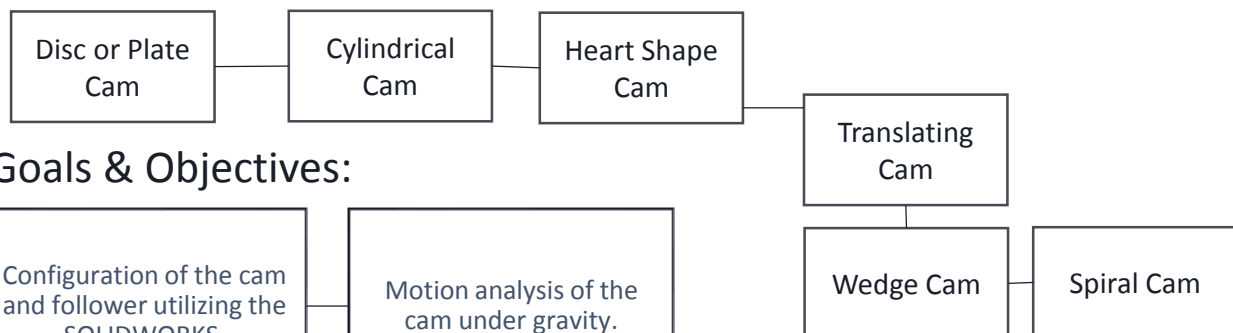 Disc or Plate
Cam
Cylindrical
Cam
Heart Shape
Cam
Translating
Cam
Goals & Objectives:
Configuration of the cam
and follower utilizing the
SOLIDWORKS
Motion analysis of the
cam under gravity.
Wedge Cam
Spiral Cam